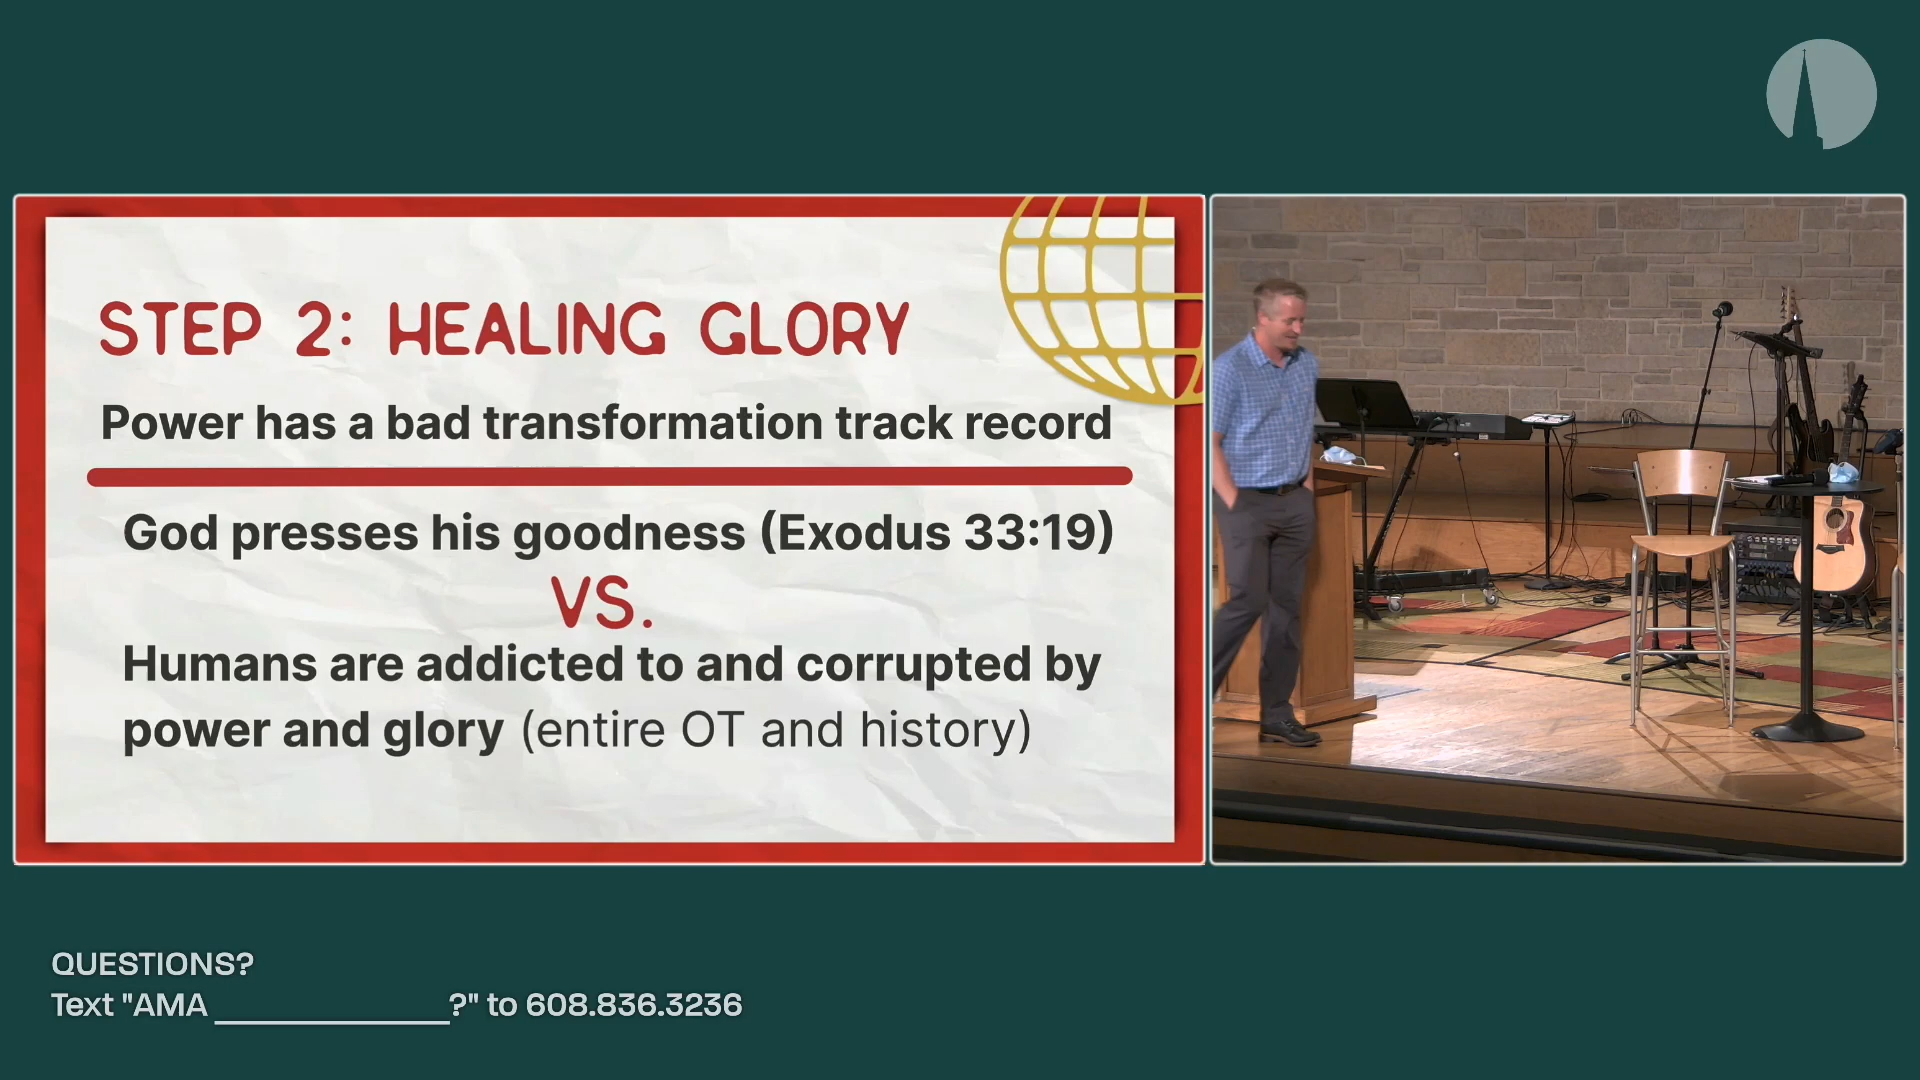 STEP 2: HEALING GLORY
Power has a bad transformation track record
God presses his goodness (Exodus 33:19)
VS.
Humans are addicted to and corrupted by
power and glory (entire OT and history)
QUESTIONS?
Text "AMA ______________?" to 608.836.3236